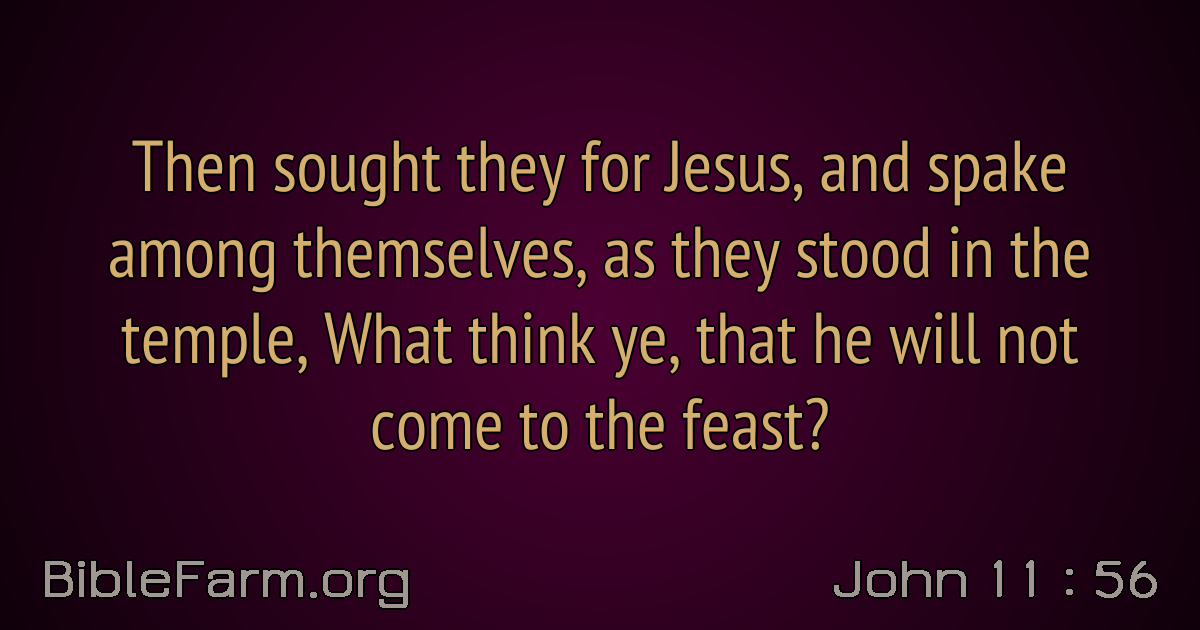 Then sought they for Jesus, and spake
among themselves, as they stood in the
temple, What think ye, that he will not
come to the feast?
BibleFarm.org
John 11 : 56